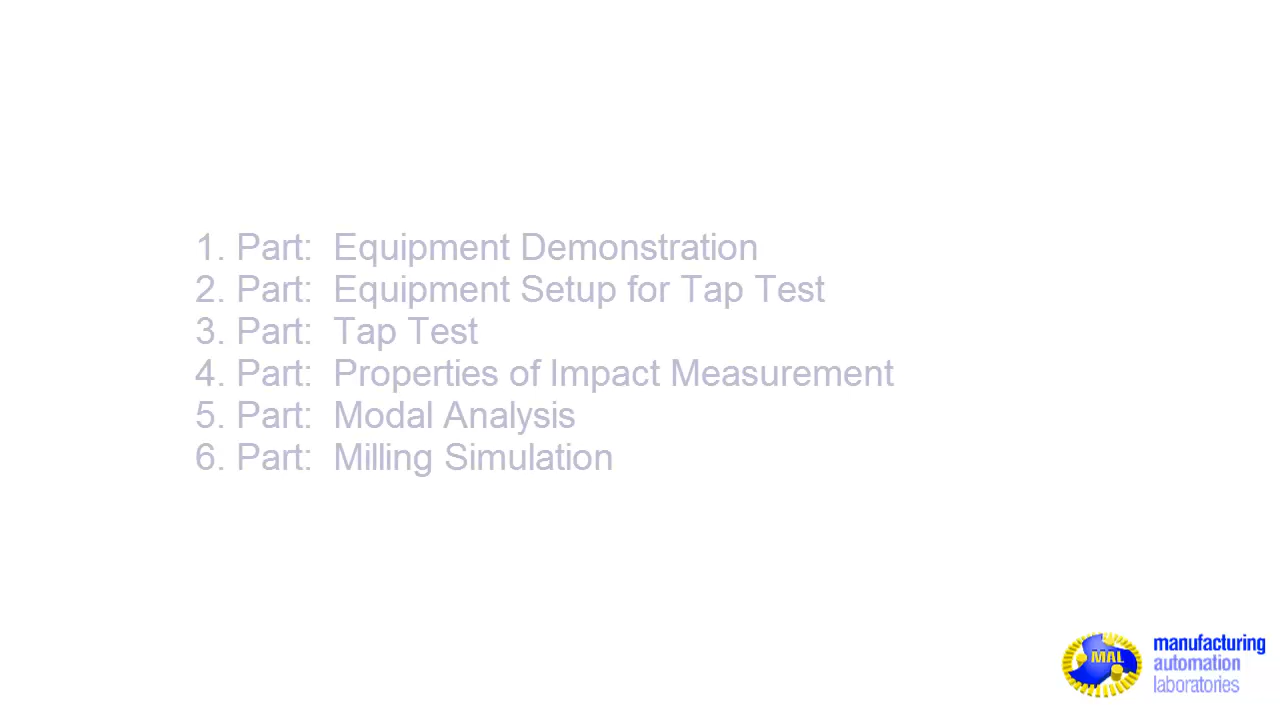 1. Part: Equipment Demonstration
2. Part: Equipment Setup for Tap Test
3. Part: Tap Test
4. Part: Properties of Impact Measurement
5. Part: Modal Analysis
6. Part: Milling Simulation
MAL
manufacturing
automation
laboratories